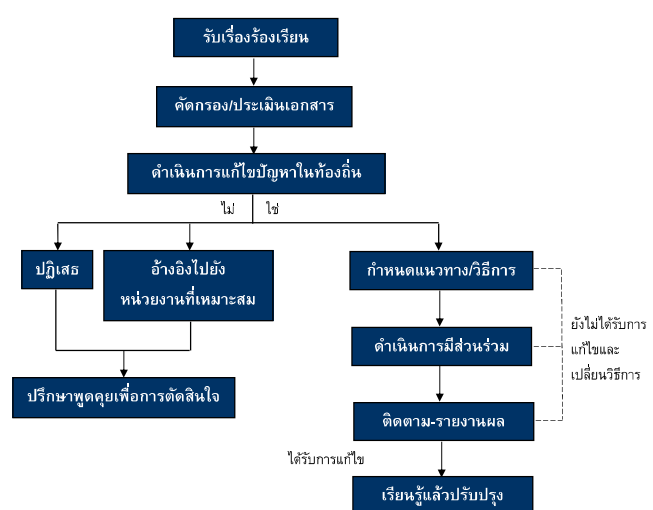 รับเรื่องร้องเรียน
คัดกรอง/ประเมินเอกสาร
ดำเนินการแก้ไขปัญหาในท้องถิ่น
ไม่
ใช่
ปฏิเสธ
อ้างอิงไปยัง
หน่วยงานที่เหมาะสม
กำหนดแนวทาง/วิธีการ
ยังไม่ได้รับการ
แก้ไขและ
เปลี่ยนวิธีการ
ดำเนินการมีส่วนร่วม
ปรึกษาพูดคุยเพื่อการตัดสินใจ
ติดตาม-รายงานผล
ได้รับการแก้ไข
เรียนรู้แล้วปรับปรุง